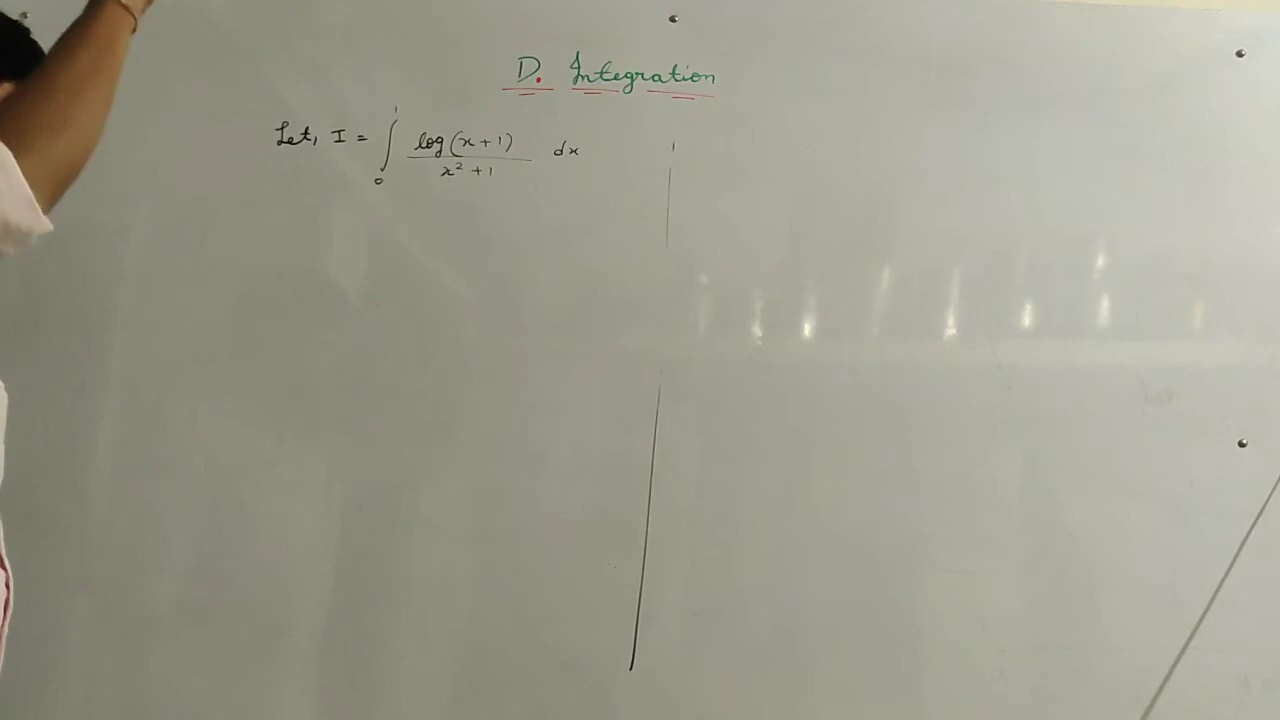 D. Integration
Let, I = ∫₀¹ log(x+1) / x² + 1 dx